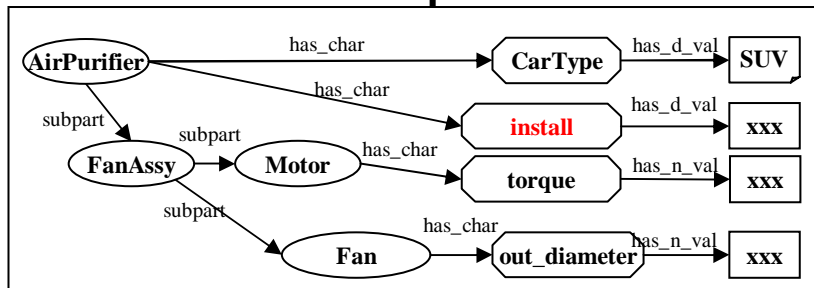 has_char
has_d_val
AirPurifier
CarType
SUV
has_char
has_d_val
subpart
install
xxx
subpart
has_char
has_n_val
FanAssy
Motor
torque
xxx
subpart
has_char
has_n_val
Fan
out_diameter
xxx